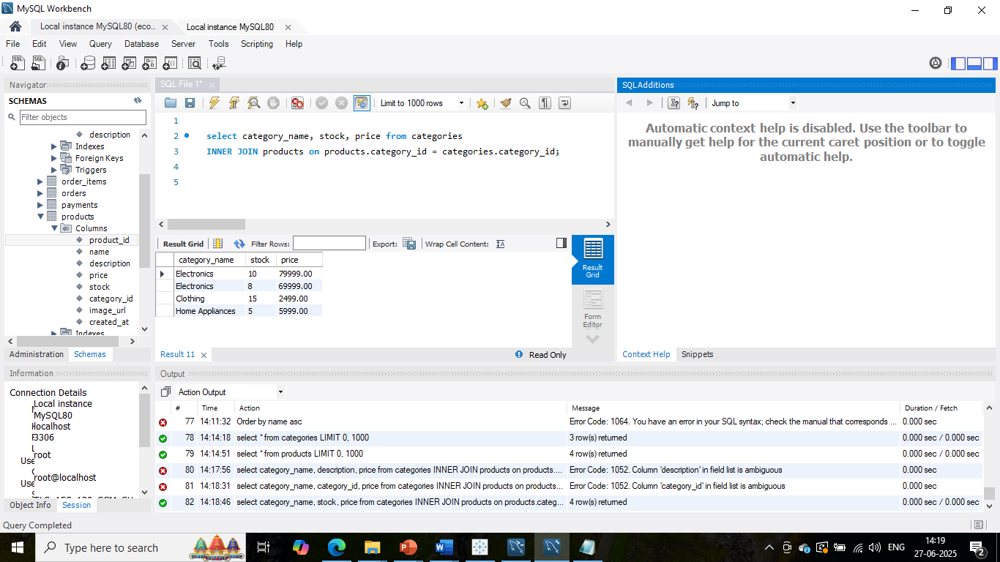 MySQL Workbench
Local instance MySQL80 (eco... Local instance MySQL80
File Edit View Query Database Server Tools Scripting Help
Navigator
SCHEMAS
Filter objects
description
Indexes
Foreign Keys
Triggers
order_items
orders
payments
products
Columns
product_id
name
description
price
stock
category_id
image_url
created_at
Indexes
Administration Schemas
Information
Connection Details
Local instance
MySQL80
localhost
3306
root
Use
root@localhost
Use
Object Info Session
SQL File 1*
Limit to 1000 rows
1
2 select category_name, stock, price from categories
3 INNER JOIN products on products.category_id = categories.category_id;
4
5
Result Grid Filter Rows: Export: Wrap Cell Content:
category_name stock price
Electronics 10 79999.00
Electronics 8 69999.00
Clothing 15 2499.00
Home Appliances 5 5999.00
Result Grid
Form Editor
Result 11 Read Only
SQLAdditions
Jump to
Automatic context help is disabled. Use the toolbar to
manually get help for the current caret position or to toggle
automatic help.
Context Help Snippets
Output
Action Output
# Time Action Message Duration / Fetch
77 14:11:32 Order by name asc Error Code: 1064. You have an error in your SQL syntax; check the manual that corresponds ... 0.000 sec
78 14:14:18 select * from categories LIMIT 0, 1000 3 row(s) returned 0.000 sec / 0.000 sec
79 14:14:51 select * from products LIMIT 0, 1000 4 row(s) returned 0.000 sec / 0.000 sec
80 14:17:56 select category_name, description, price from categories INNER JOIN products on products.... Error Code: 1052. Column 'description' in field list is ambiguous 0.000 sec
81 14:18:31 select category_name, category_id, price from categories INNER JOIN products on products... Error Code: 1052. Column 'category_id' in field list is ambiguous 0.000 sec
82 14:18:46 select category_name, stock, price from categories INNER JOIN products on products.categ... 4 row(s) returned 0.000 sec / 0.000 sec
Query Completed
Type here to search
ENG
14:19
27-06-2025
2